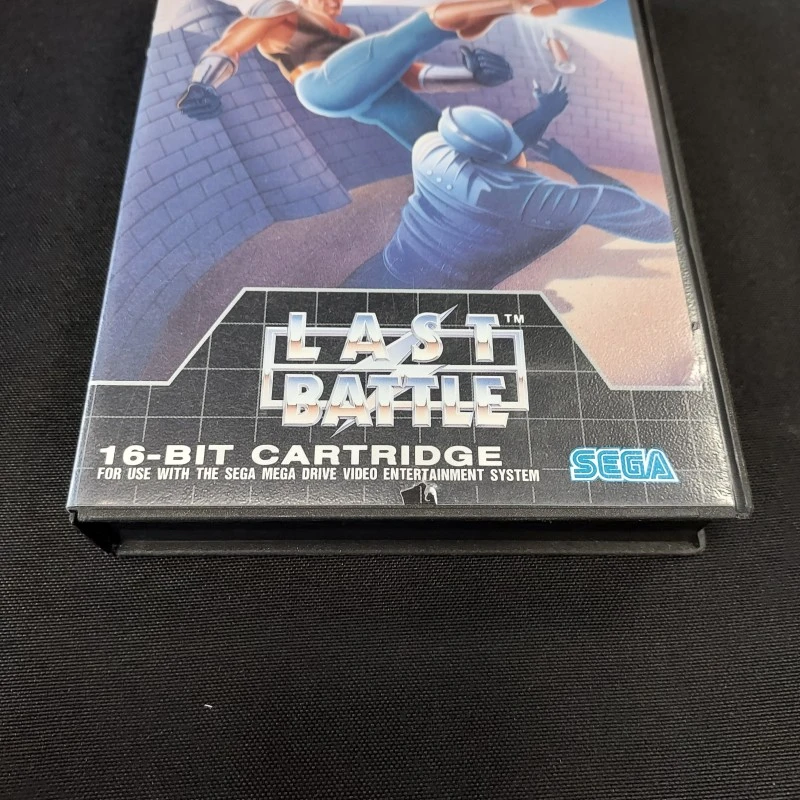 LAST™
BATTLE
16-BIT CARTRIDGE
FOR USE WITH THE SEGA MEGA DRIVE VIDEO ENTERTAINMENT SYSTEM
SEGA